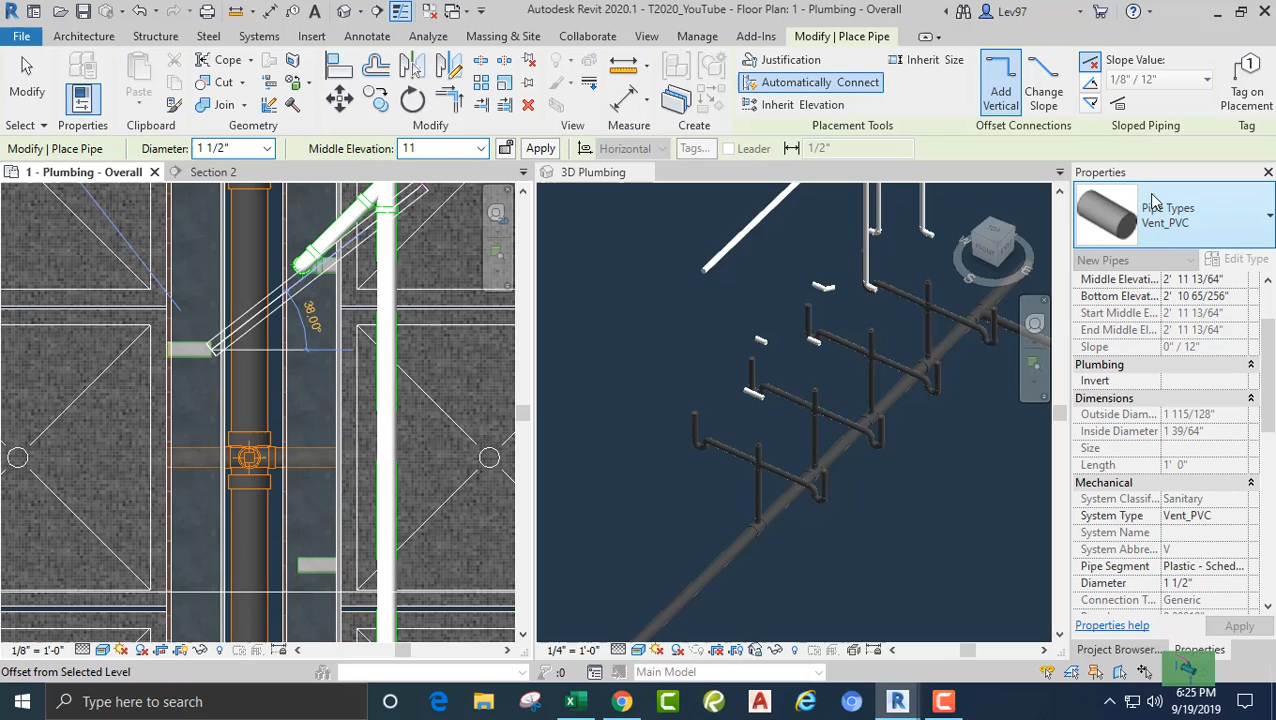 Autodesk Revit 2020.1 - T2020_YouTube - Floor Plan: 1 - Plumbing - Overall
Lev97
File Architecture Structure Steel Systems Insert Annotate Analyze Massing & Site Collaborate View Manage Add-Ins Modify | Place Pipe
Cope
Justification
Inherit Size
Slope Value:
Cut
Automatically Connect
1/8" / 12"
Modify
Paste
Join
Inherit Elevation
Add Vertical
Change Slope
Tag on Placement
Select Properties Clipboard Geometry Modify View Measure Create Placement Tools Offset Connections Sloped Piping Tag
Modify | Place Pipe Diameter: 1 1/2" Middle Elevation: 11 Apply Horizontal Tags... Leader 1/2"
1 - Plumbing - Overall Section 2 3D Plumbing Properties
Pipe Types
Vent_PVC
New Pipes Edit Type
Middle Elevati... 2' 11 13/64"
Bottom Elevat... 2' 10 65/256"
Start Middle E... 2' 11 13/64"
End Middle El... 2' 11 13/64"
Slope 0" / 12"
Plumbing
Invert
Dimensions
Outside Diam... 1 115/128"
Inside Diameter 1 39/64"
Size
Length 1' 0"
Mechanical
System Classif... Sanitary
System Type Vent_PVC
System Name
System Abbre... V
Pipe Segment Plastic - Sched...
Diameter 1 1/2"
Connection T... Generic
Properties help Apply
38.00°
TOP
1/8" = 1'-0" 1/4" = 1'-0" Project Browser... Properties
Offset from Selected Level :0 Main Model
Type here to search
6:25 PM
9/19/2019